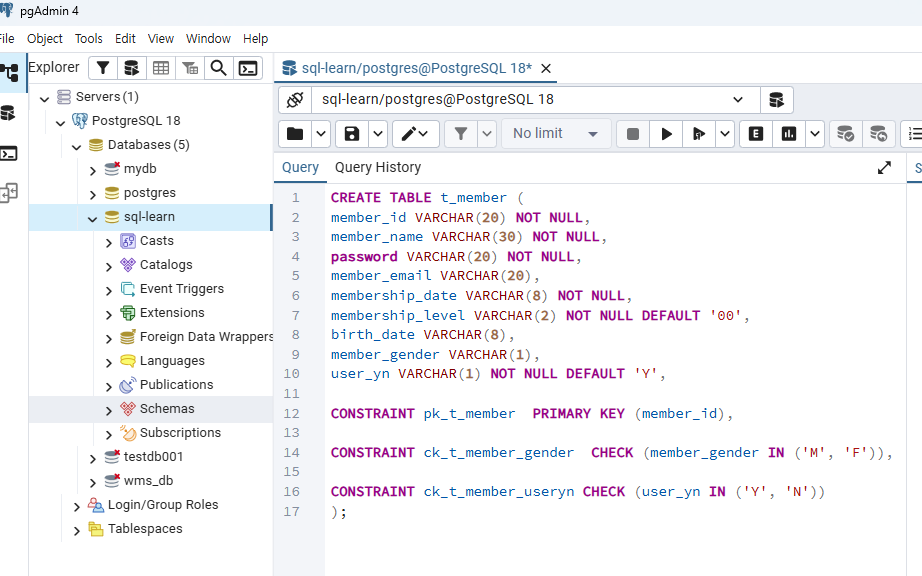 pgAdmin 4
File Object Tools Edit View Window Help
Explorer
sql-learn/postgres@PostgreSQL 18*
Servers (1)
sql-learn/postgres@PostgreSQL 18
PostgreSQL 18
Databases (5)
No limit
E
mydb
Query Query History
S
postgres
sql-learn
Casts
Catalogs
Event Triggers
Extensions
Foreign Data Wrappers
Languages
Publications
Schemas
Subscriptions
testdb001
wms_db
Login/Group Roles
Tablespaces
1 CREATE TABLE t_member (
2 member_id VARCHAR(20) NOT NULL,
3 member_name VARCHAR(30) NOT NULL,
4 password VARCHAR(20) NOT NULL,
5 member_email VARCHAR(20),
6 membership_date VARCHAR(8) NOT NULL,
7 membership_level VARCHAR(2) NOT NULL DEFAULT '00',
8 birth_date VARCHAR(8),
9 member_gender VARCHAR(1),
10 user_yn VARCHAR(1) NOT NULL DEFAULT 'Y',
11
12 CONSTRAINT pk_t_member  PRIMARY KEY (member_id),
13
14 CONSTRAINT ck_t_member_gender  CHECK (member_gender IN ('M', 'F')),
15
16 CONSTRAINT ck_t_member_useryn CHECK (user_yn IN ('Y', 'N'))
17 );